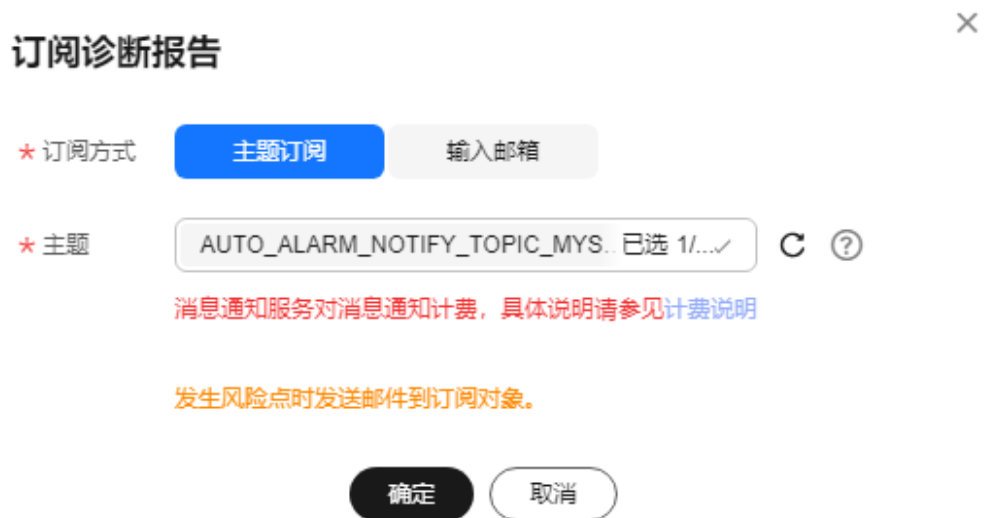 订阅诊断报告
* 订阅方式 主题订阅 输入邮箱
* 主题 AUTO_ALARM_NOTIFY_TOPIC_MYS... 已选 1/...
消息通知服务对消息通知计费，具体说明请参见计费说明
发生风险点时发送邮件到订阅对象。
确定 取消